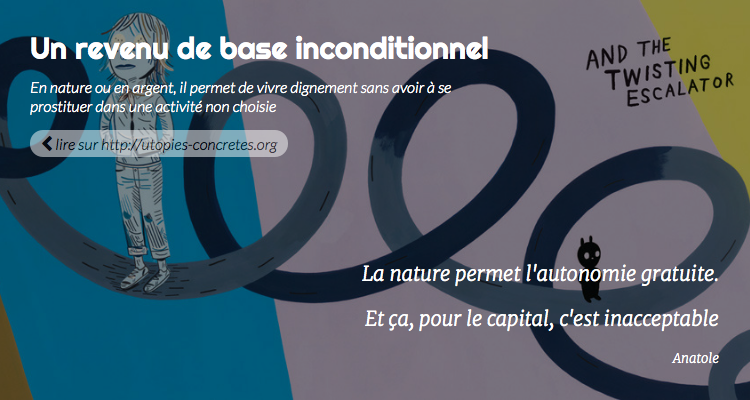 Un revenu de base inconditionnel
En nature ou en argent, il permet de vivre dignement sans avoir à se
prostituer dans une activité non choisie
lire sur http://utopies-concretes.org
AND THE
TWISTING
ESCALATOR
La nature permet l'autonomie gratuite.
Et ça, pour le capital, c'est inacceptable
Anatole